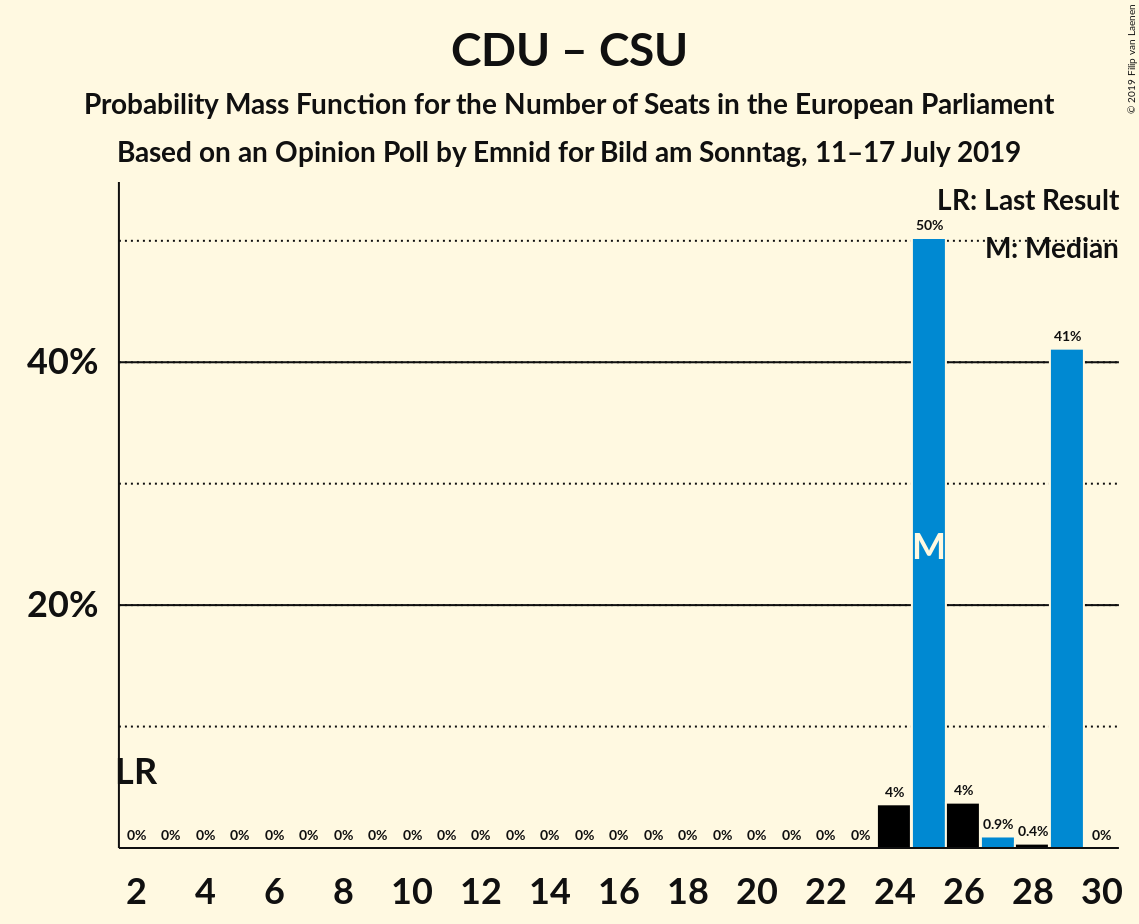 CDU – CSU
Probability Mass Function for the Number of Seats in the European Parliament
Based on an Opinion Poll by Emnid for Bild am Sonntag, 11–17 July 2019
© 2019 Filip van Laenen
LR: Last Result
M: Median
50%
41%
40%
20%
M
LR
0% 0% 0% 0% 0% 0% 0% 0% 0% 0% 0% 0% 0% 0% 0% 0% 0% 0% 0% 0% 0% 0% 4% 4% 0.9% 0.4% 0%
2 4 6 8 10 12 14 16 18 20 22 24 26 28 30